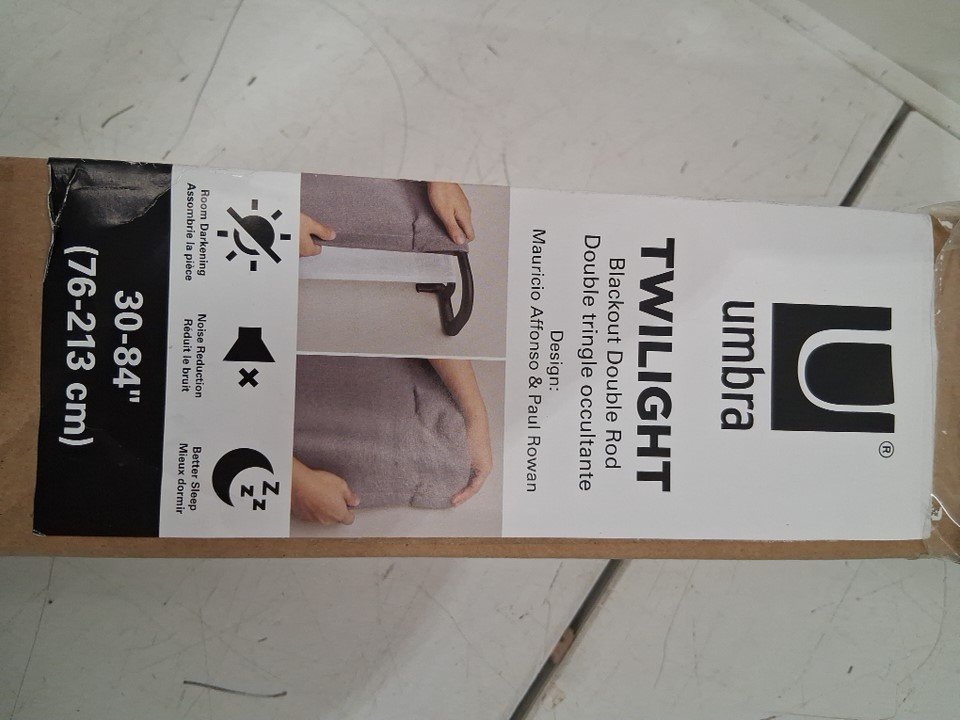 umbra®
TWILIGHT
Blackout Double Rod
Double tringle occultante
Design:
Mauricio Affonso & Paul Rowan
Room Darkening
Assombrie la pièce
Noise Reduction
Réduit le bruit
Better Sleep
Mieux dormir
30-84"
(76-213 cm)